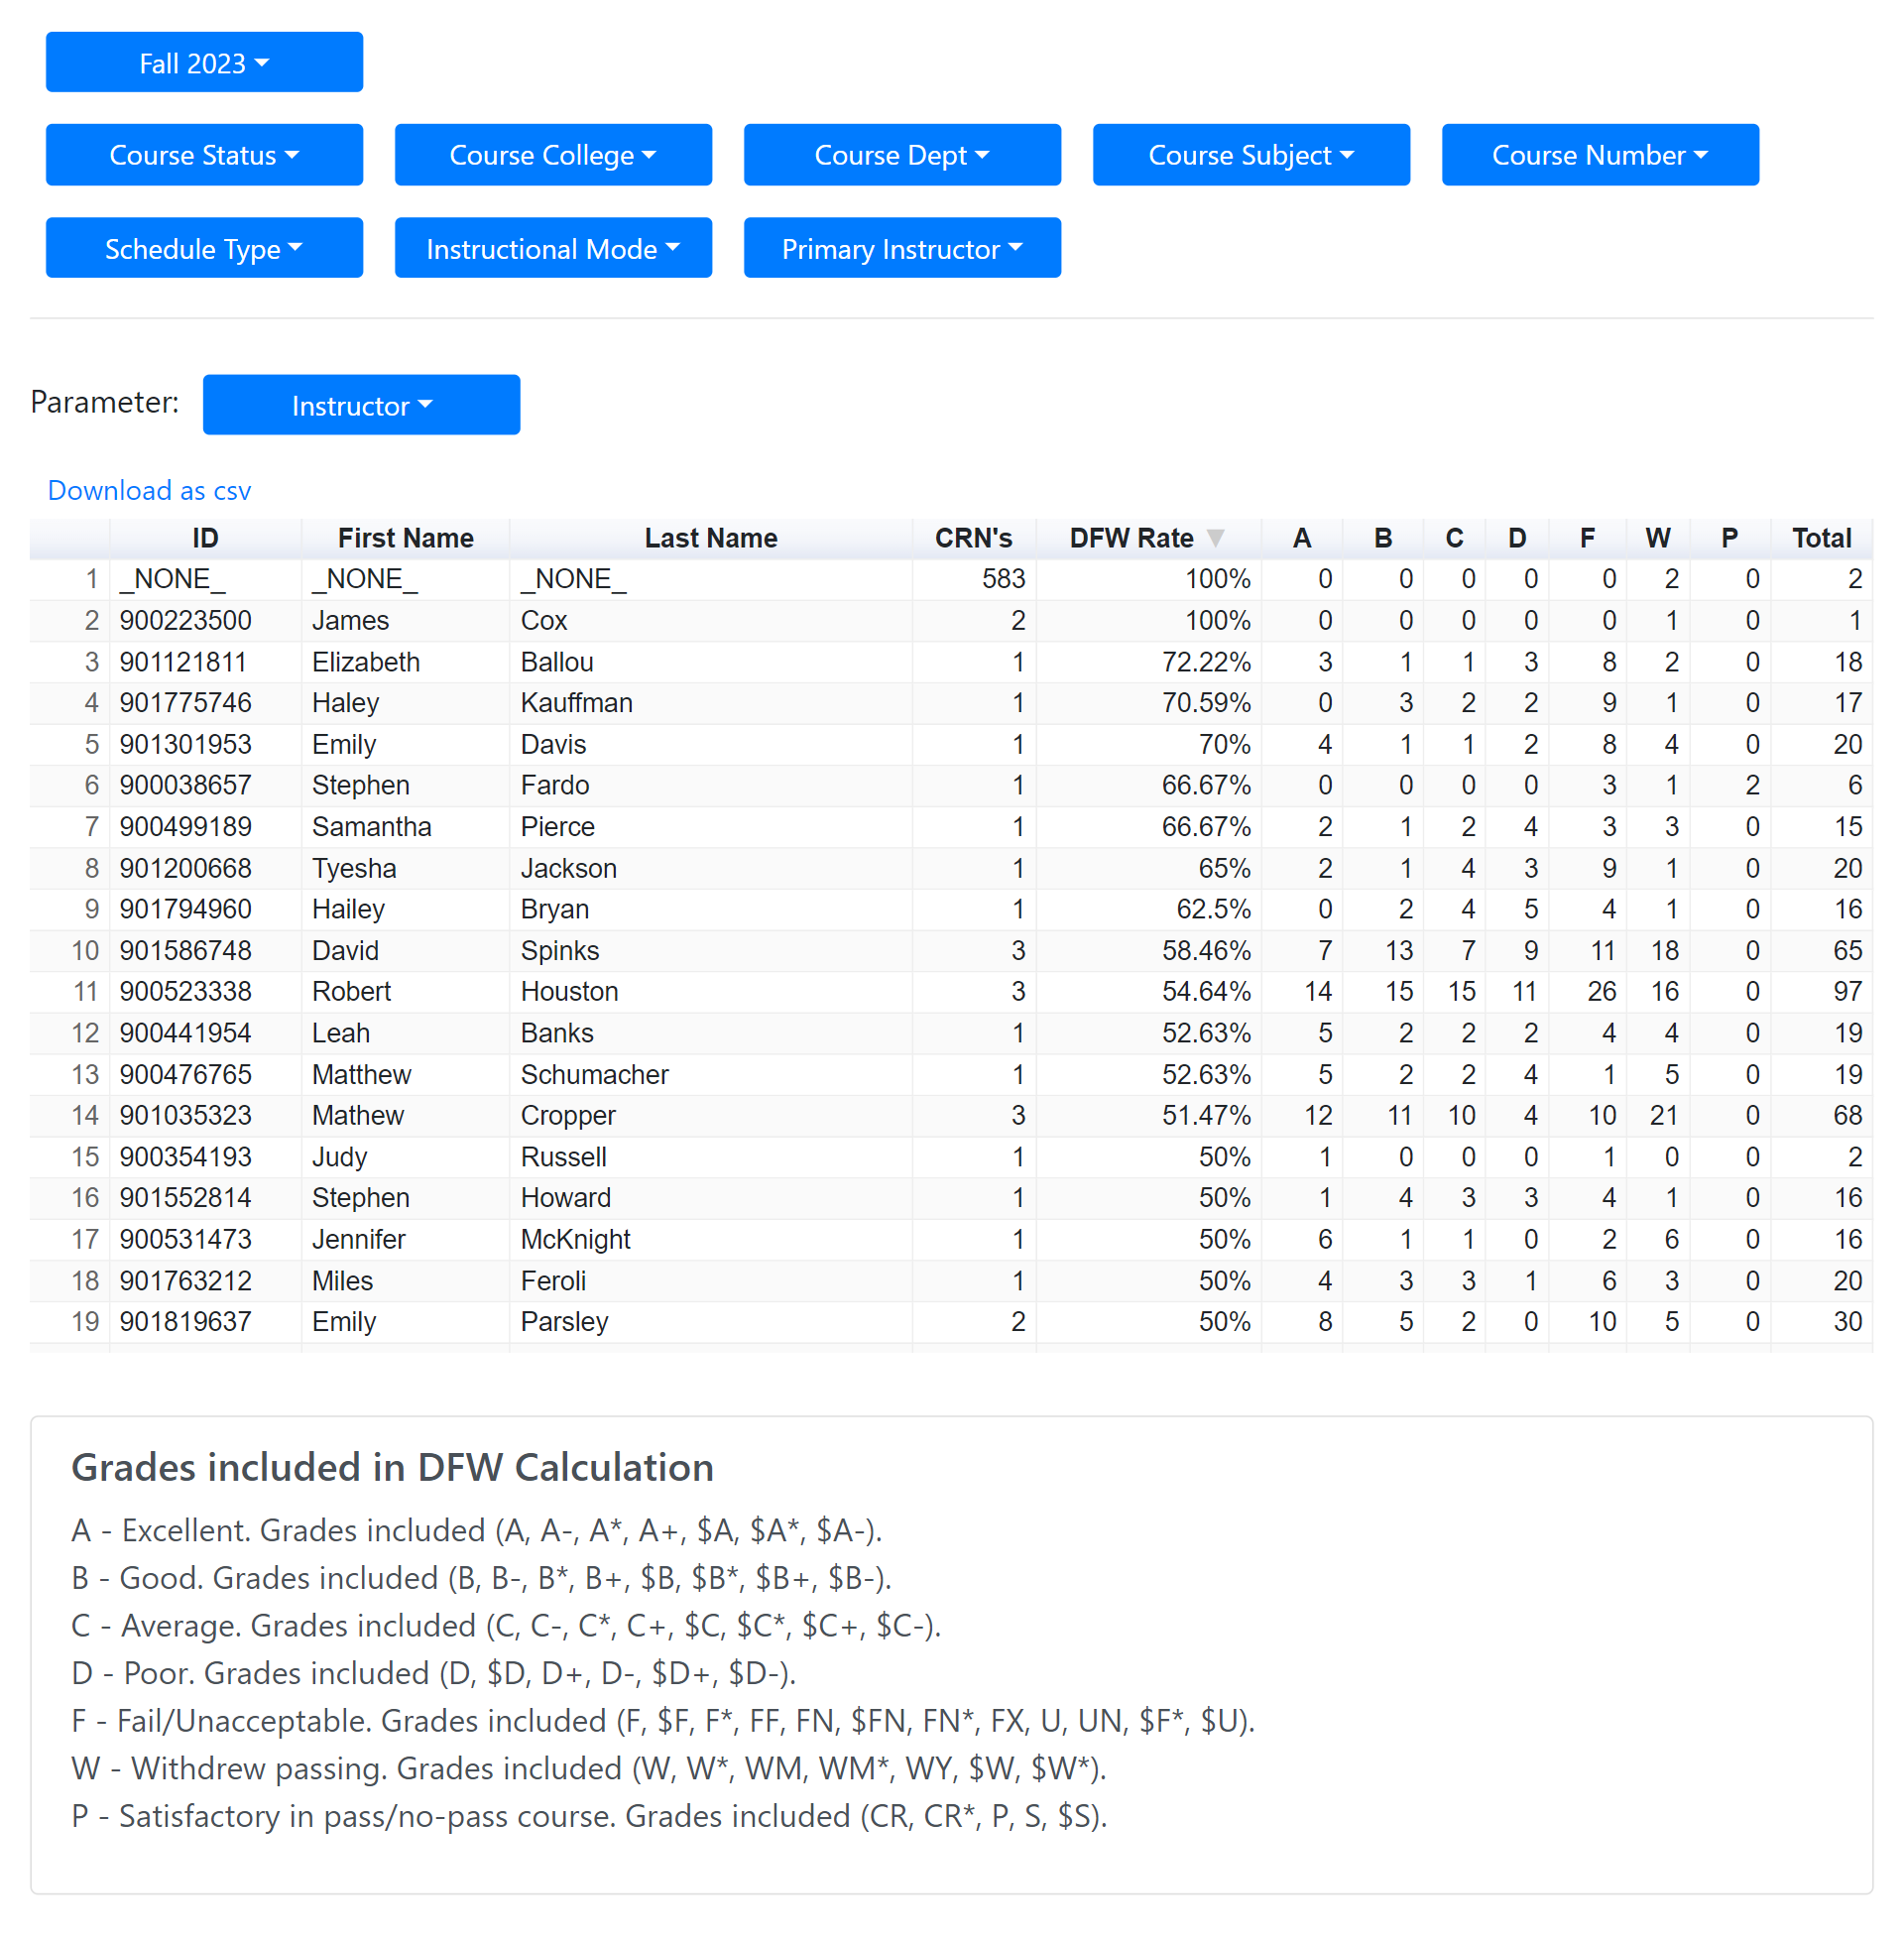 Fall 2023
Course Status Course College Course Dept Course Subject Course Number
Schedule Type Instructional Mode Primary Instructor
Parameter: Instructor
Download as csv
ID First Name Last Name CRN's DFW Rate A B C D F W P Total
1 _NONE_ _NONE_ _NONE_ 583 100% 0 0 0 0 0 2 0 2
2 900223500 James Cox 2 100% 0 0 0 0 0 1 0 1
3 901121811 Elizabeth Ballou 1 72.22% 3 1 1 3 8 2 0 18
4 901775746 Haley Kauffman 1 70.59% 0 3 2 2 9 1 0 17
5 901301953 Emily Davis 1 70% 4 1 1 2 8 4 0 20
6 900038657 Stephen Fardo 1 66.67% 0 0 0 0 3 1 2 6
7 900499189 Samantha Pierce 1 66.67% 2 1 2 4 3 3 0 15
8 901200668 Tyesha Jackson 1 65% 2 1 4 3 9 1 0 20
9 901794960 Hailey Bryan 1 62.5% 0 2 4 5 4 1 0 16
10 901586748 David Spinks 3 58.46% 7 13 7 9 11 18 0 65
11 900523338 Robert Houston 3 54.64% 14 15 15 11 26 16 0 97
12 900441954 Leah Banks 1 52.63% 5 2 2 2 4 4 0 19
13 900476765 Matthew Schumacher 1 52.63% 5 2 2 4 1 5 0 19
14 901035323 Mathew Cropper 3 51.47% 12 11 10 4 10 21 0 68
15 900354193 Judy Russell 1 50% 1 0 0 0 1 0 0 2
16 901552814 Stephen Howard 1 50% 1 4 3 3 4 1 0 16
17 900531473 Jennifer McKnight 1 50% 6 1 1 0 2 6 0 16
18 901763212 Miles Feroli 1 50% 4 3 3 1 6 3 0 20
19 901819637 Emily Parsley 2 50% 8 5 2 0 10 5 0 30
Grades included in DFW Calculation
A - Excellent. Grades included (A, A-, A*, A+, $A, $A*, $A-).
B - Good. Grades included (B, B-, B*, B+, $B, $B*, $B+, $B-).
C - Average. Grades included (C, C-, C*, C+, $C, $C*, $C+, $C-).
D - Poor. Grades included (D, $D, D+, D-, $D+, $D-).
F - Fail/Unacceptable. Grades included (F, $F, F*, FF, FN, $FN, FN*, FX, U, UN, $F*, $U).
W - Withdrew passing. Grades included (W, W*, WM, WM*, WY, $W, $W*).
P - Satisfactory in pass/no-pass course. Grades included (CR, CR*, P, S, $S).